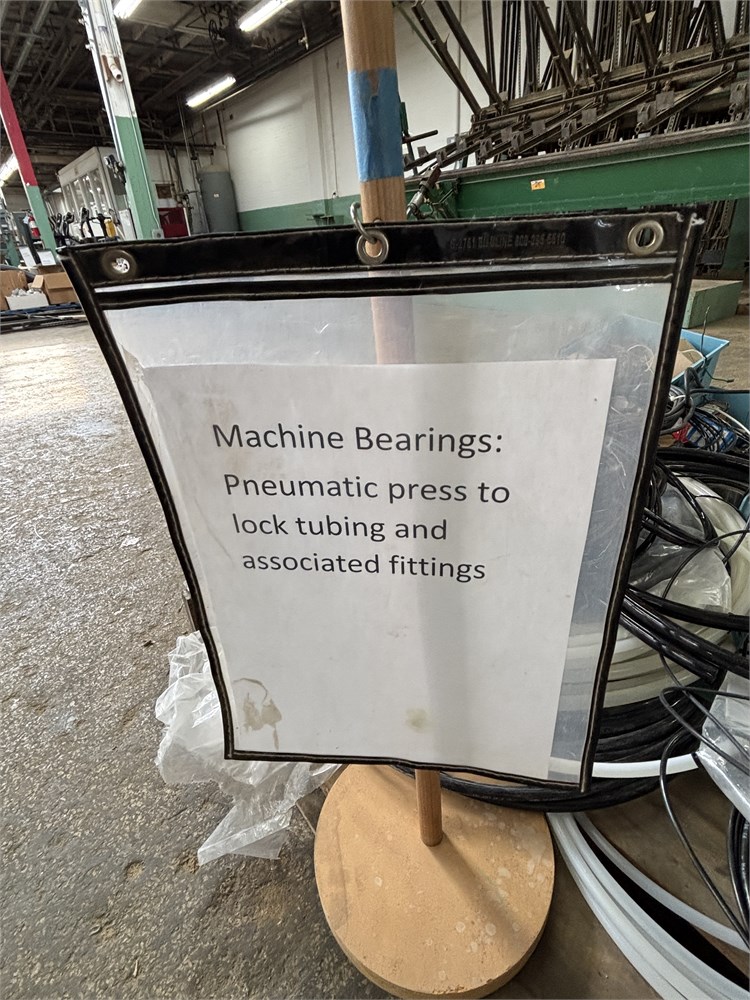 Machine Bearings:
Pneumatic press to
lock tubing and
associated fittings